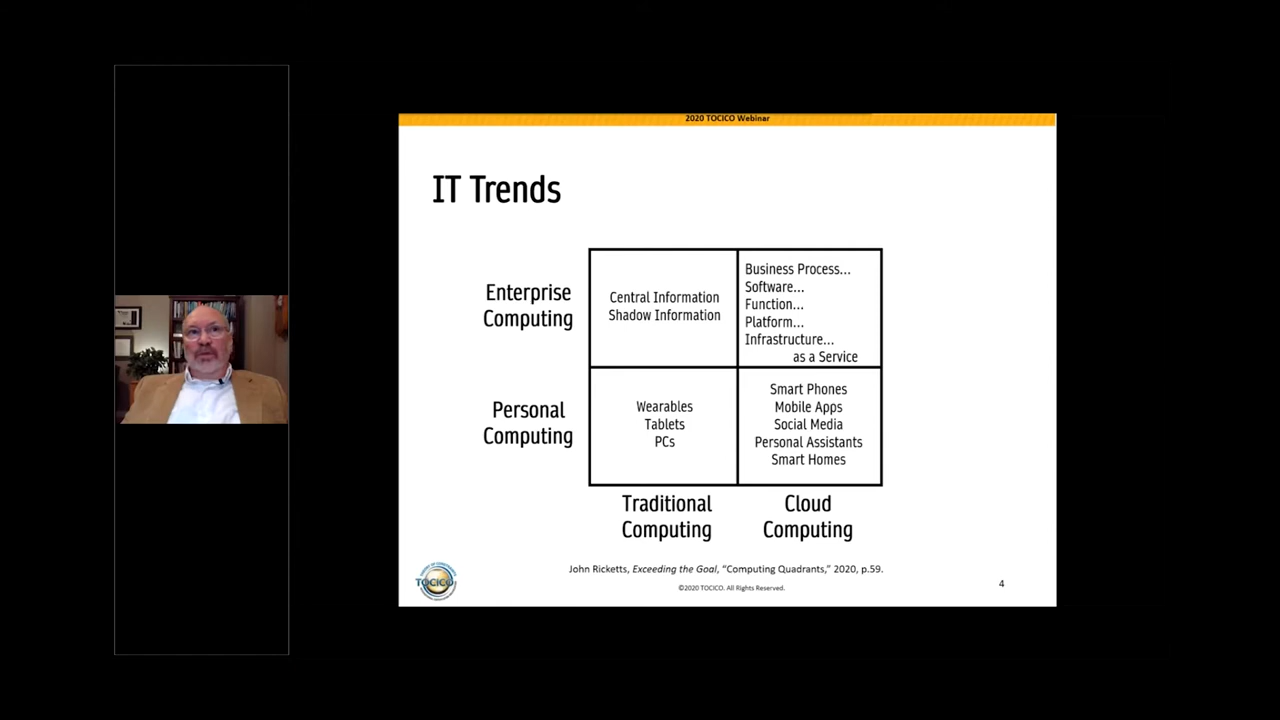 2020 TOCICO Webinar
IT Trends
Enterprise
Computing
Central Information
Shadow Information
Business Process...
Software...
Function...
Platform...
Infrastructure...
as a Service
Personal
Computing
Wearables
Tablets
PCs
Smart Phones
Mobile Apps
Social Media
Personal Assistants
Smart Homes
Traditional
Computing
Cloud
Computing
John Ricketts, Exceeding the Goal, “Computing Quadrants,” 2020, p.59.
TOCICO
©2020 TOCICO. All Rights Reserved.
4